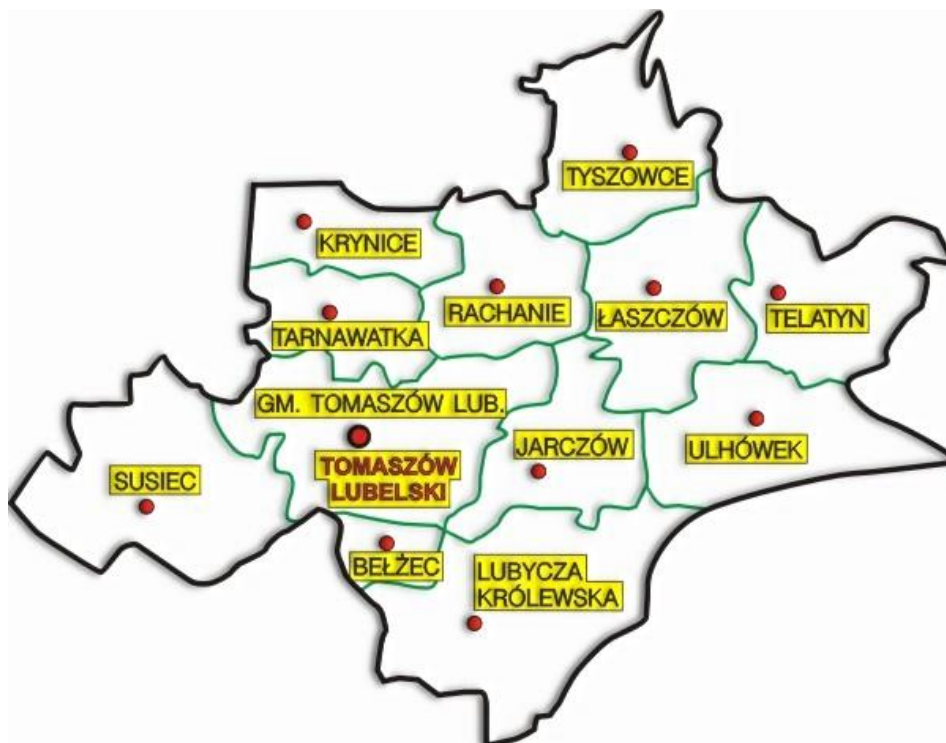 TYSZOWCE
KRYNICE
RACHANIE
ŁASZCZÓW
TELATYN
TARNAWATKA
GM. TOMASZÓW LUB.
TOMASZÓW
LUBELSKI
JARCZÓW
ULHÓWEK
SUSIEC
BEŁŻEC
LUBYCZA
KRÓLEWSKA